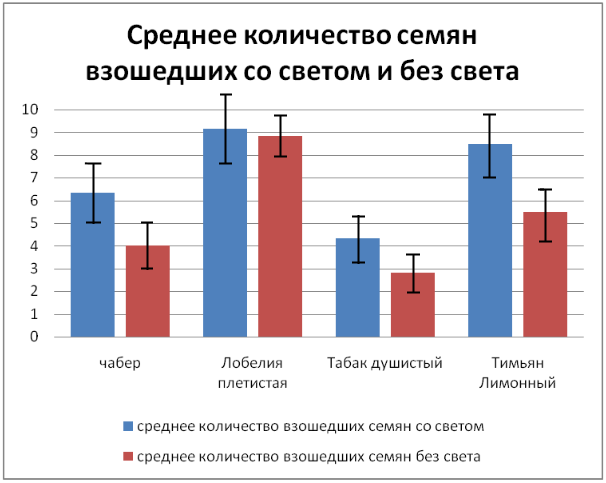 Среднее количество семян
взошедших со светом и без света
10
9
8
7
6
5
4
3
2
1
0
чабер
Лобелия
плетистая
Табак душистый
Тимьян
Лимонный
среднее количество взошедших семян со светом
среднее количество взошедших семян без света